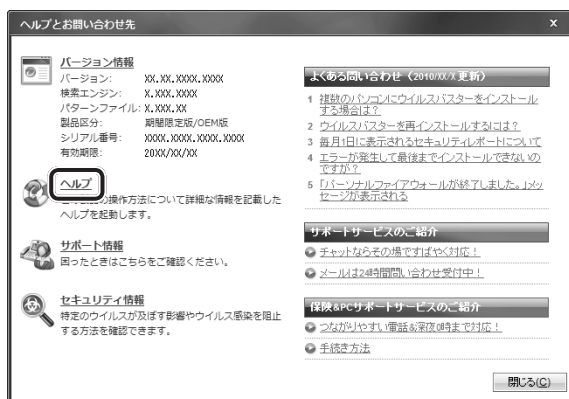 ヘルプとお問い合わせ先
x
バージョン情報
バージョン: XX.XX.XXXX.XXXX
検索エンジン: X.XXX.XXXX
パターンファイル: X.XXX.XX
製品区分: 期間限定版/OEM版
シリアル番号: XXXX.XXXX.XXXX.XXXX
有効期限: 20XX/XX/XX
ヘルプ
の操作方法について詳細な情報を記載した
ヘルプを起動します。
サポート情報
困ったときはこちらをご確認ください。
セキュリティ情報
特定のウイルスが及ぼす影響やウイルス感染を阻止
する方法を確認できます。
よくある問い合わせ（2010/XX/X更新）
1 複数のパソコンにウイルスバスターをインストール
する場合は？
2 ウイルスバスターを再インストールするには？
3 毎月1日に表示されるセキュリティレポートについて
4 エラーが発生して最後までインストールできないの
ですが？
5 「パーソナルファイアウォールが終了しました。」メッ
セージが表示される
サポートサービスのご紹介
チャットならその場ですばやく対応！
メールは24時間問い合わせ受付中！
保険&PCサポートサービスのご紹介
つながりやすい電話&深夜0時まで対応！
手続き方法
閉じる(C)